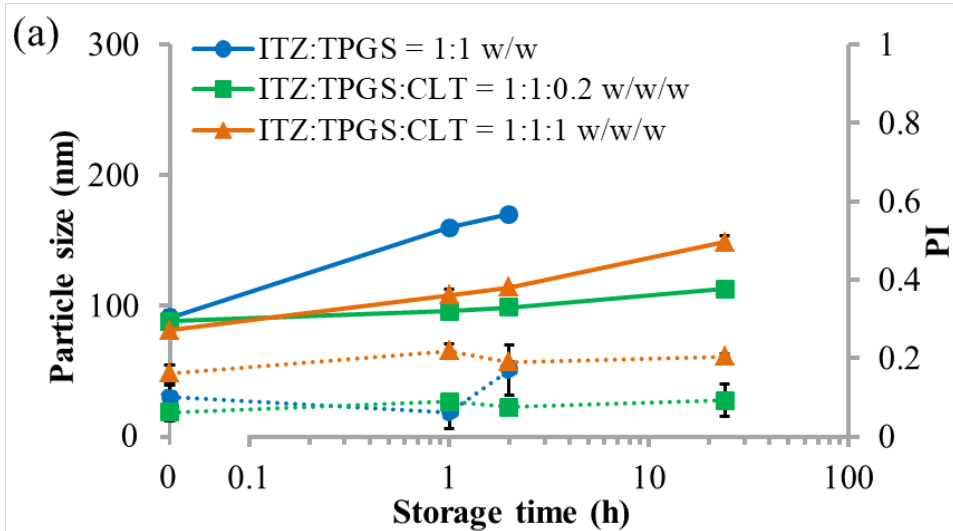 (a)
300
200
100
0
Particle size (nm)
ITZ:TPGS = 1:1 w/w
ITZ:TPGS:CLT = 1:1:0.2 w/w/w
ITZ:TPGS:CLT = 1:1:1 w/w/w
1
0.8
0.6
0.4
0.2
0
PI
0 0.1 1 10 100
Storage time (h)